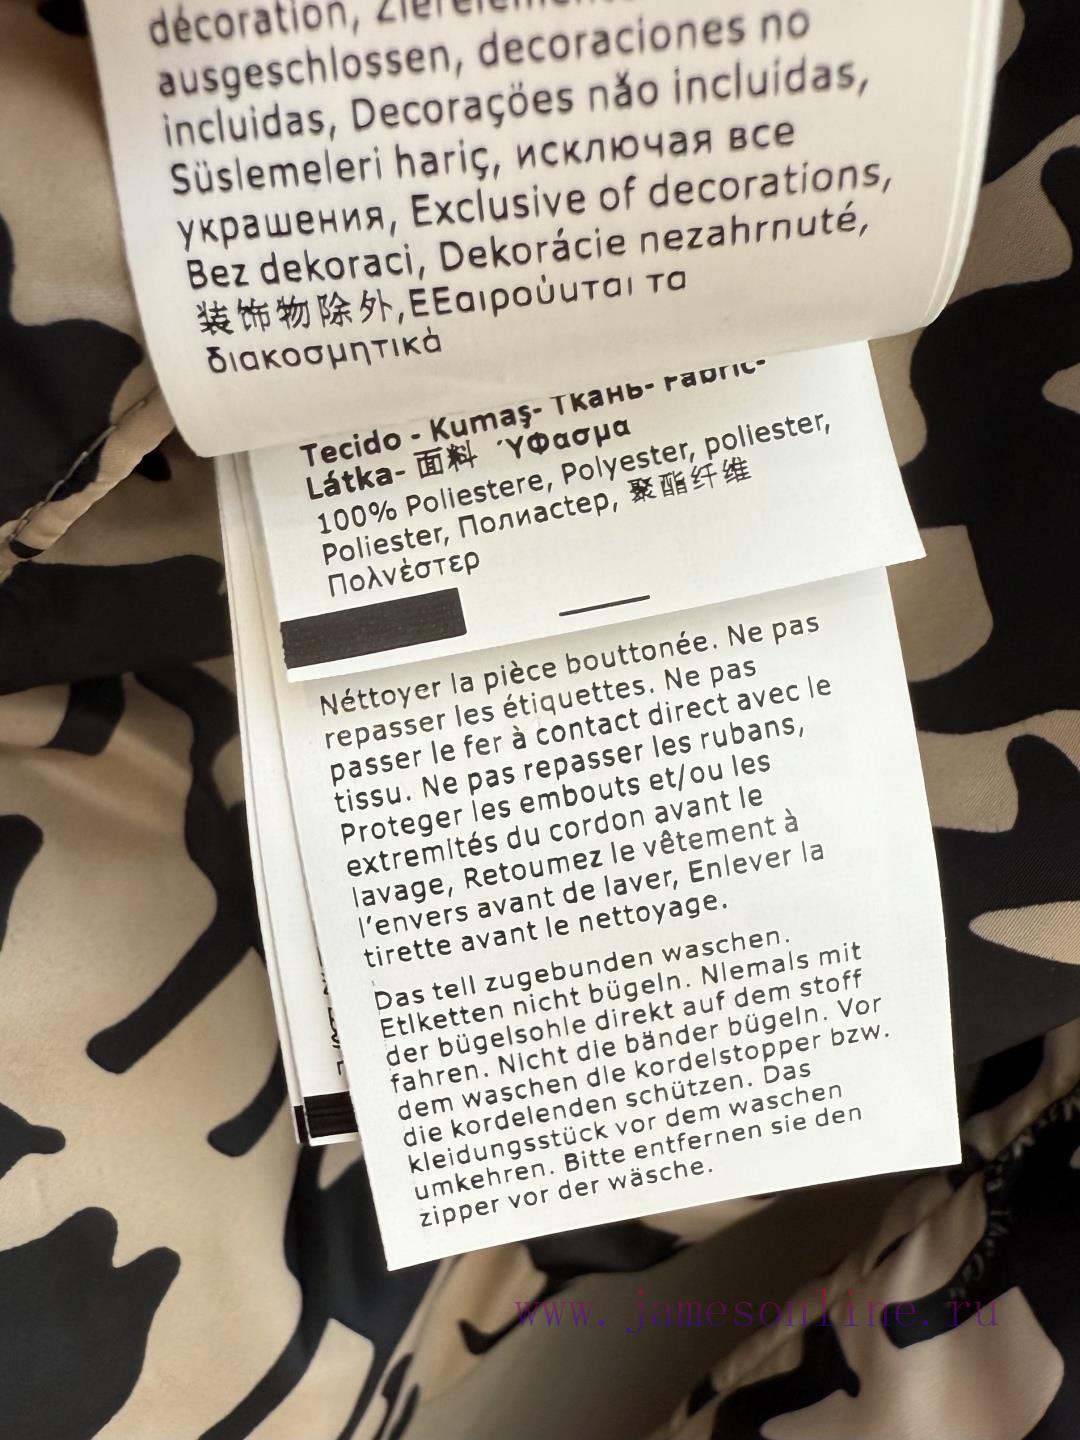 décoration, Zierelemente
ausgeschlossen, decoraciones no
incluidas, Decoraçöes não incluidas,
Süslemeleri hariç, исключая все
украшения, Exclusive of decorations,
Bez dekoraci, Dekorácie nezahrnuté,
装饰物除外,EEαιρούυται τα
διακοσμητικά
Tecido - Kumaş- Ткань- Fabric-
Látka- 面料 ΎΦασμα
100% Poliestere, Polyester, poliester,
Poliester, Полиастер, 聚酯纤维
Πολνέστερ
Néttoyer la pièce bouttonée. Ne pas
repasser les étiquettes. Ne pas
passer le fer à contact direct avec le
tissu. Ne pas repasser les rubans,
Proteger les embouts et/ou les
extremités du cordon avant le
lavage, Retoumez le vêtement à
l'envers avant de laver, Enlever la
tirette avant le nettoyage.
Das tell zugebunden waschen.
Etlketten nicht bügeln. Nlemals mit
der bügelsohle direkt auf dem stoff
fahren. Nicht die bänder bügeln. Vor
dem waschen dle kordelstopper bzw.
die kordelenden schützen. Das
kleidungsstück vor dem waschen
umkehren. Bitte entfernen sie den
zipper vor der wäsche.
www.jamesonline.ru